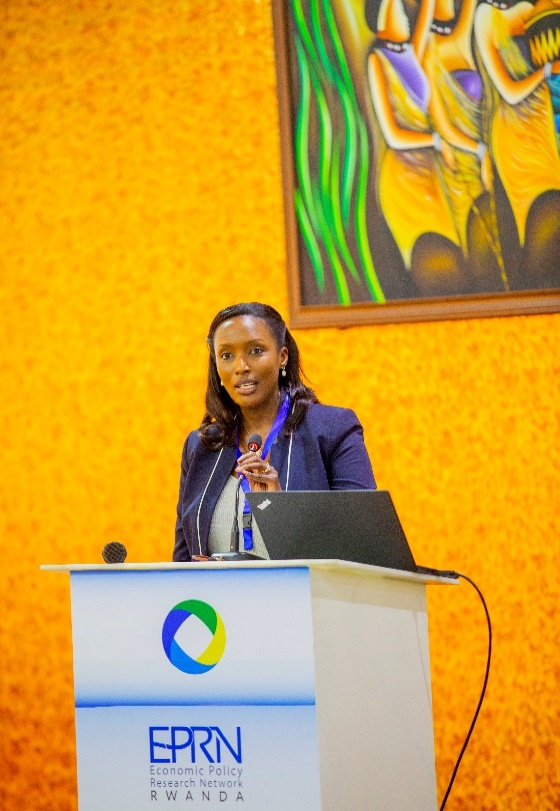 EPRN
Economic Policy
Research Network
RWANDA